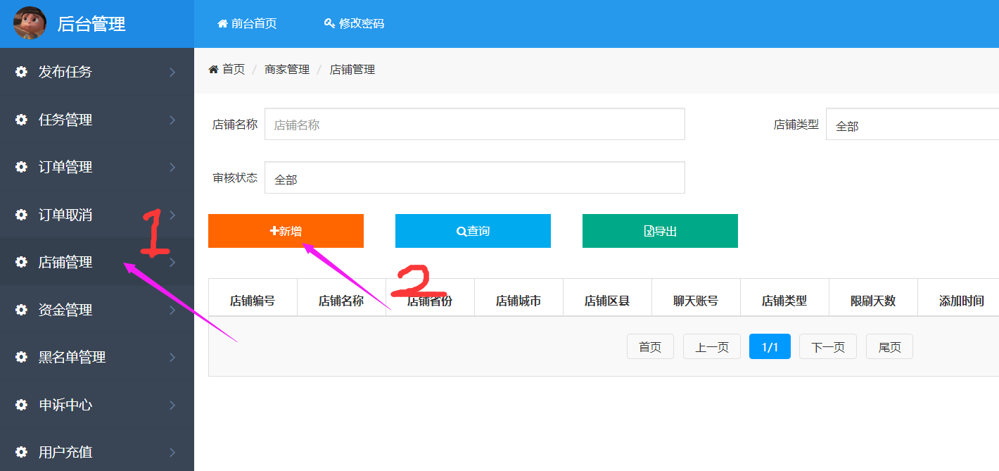 后台管理
前台首页 修改密码
发布任务
任务管理
订单管理
订单取消
店铺管理
资金管理
黑名单管理
申诉中心
用户充值
首页 / 商家管理 / 店铺管理
店铺名称 店铺名称 店铺类型 全部
审核状态 全部
新增 查询 导出
1
2
店铺编号 店铺名称 店铺省份 店铺城市 店铺区县 聊天账号 店铺类型 限刷天数 添加时间
首页 上一页 1/1 下一页 尾页